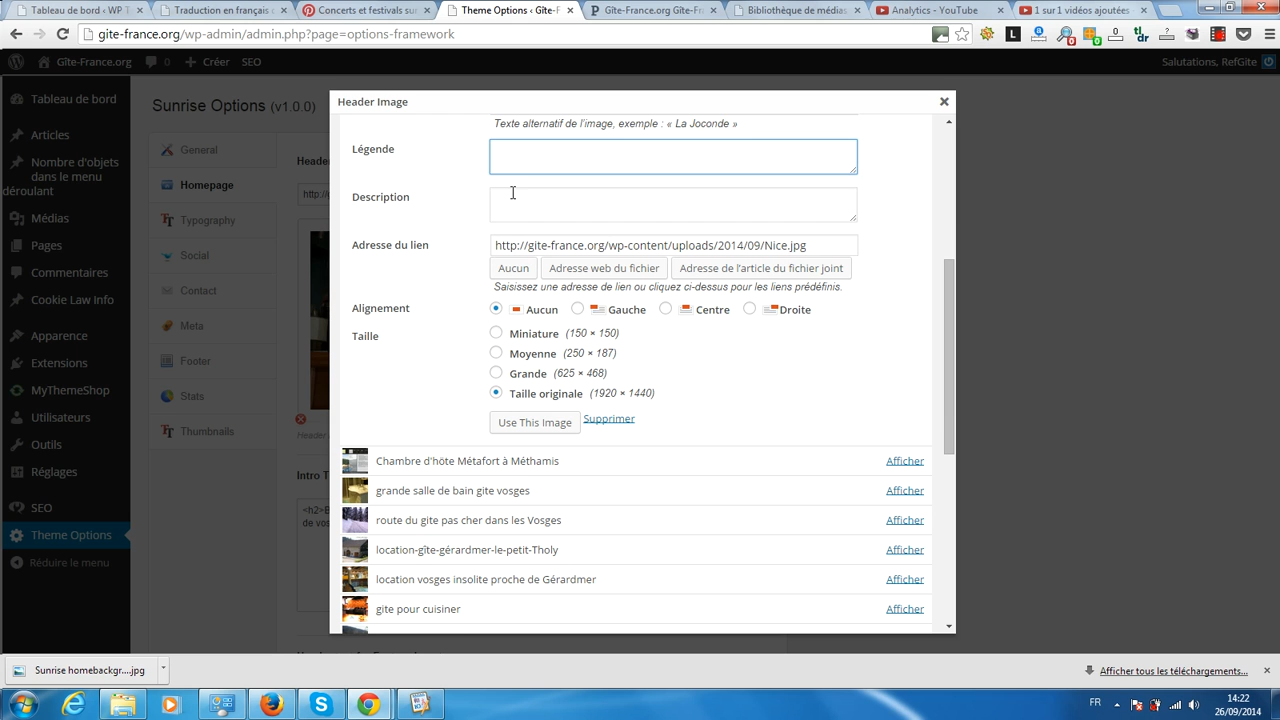 Tableau de bord ‹ WP T
Traduction en français
Concerts et festivals sur
Theme Options ‹ Gîte-F
Gîte-France.org Gîte-Fr
Bibliothèque de médias
Analytics - YouTube
1 sur 1 vidéos ajoutées
gite-france.org/wp-admin/admin.php?page=options-framework
Gîte-France.org 0 Créer SEO
Salutations, RefGite
Tableau de bord
Articles
Nombre d'objets
dans le menu
déroulant
Médias
Pages
Commentaires
Cookie Law Info
Apparence
Extensions
MyThemeShop
Utilisateurs
Outils
Réglages
SEO
Theme Options
Réduire le menu
Sunrise Options (v1.0.0)
General
Homepage
Typography
Social
Contact
Meta
Footer
Stats
Thumbnails
Heade
http://g
Header
Intro T
<h2>B
de vos
Header Image
Texte alternatif de l'image, exemple : « La Joconde »
Légende
Description
Adresse du lien
http://gite-france.org/wp-content/uploads/2014/09/Nice.jpg
Aucun
Adresse web du fichier
Adresse de l'article du fichier joint
Saisissez une adresse de lien ou cliquez ci-dessus pour les liens prédéfinis.
Alignement
Aucun Gauche Centre Droite
Taille
Miniature (150 × 150)
Moyenne (250 × 187)
Grande (625 × 468)
Taille originale (1920 × 1440)
Use This Image
Supprimer
Chambre d'hôte Métafort à Méthamis Afficher
grande salle de bain gite vosges Afficher
route du gite pas cher dans les Vosges Afficher
location-gîte-gérardmer-le-petit-Tholy Afficher
location vosges insolite proche de Gérardmer Afficher
gite pour cuisiner Afficher
Sunrise homebackgr....jpg
Afficher tous les téléchargements...
FR
14:22
26/09/2014